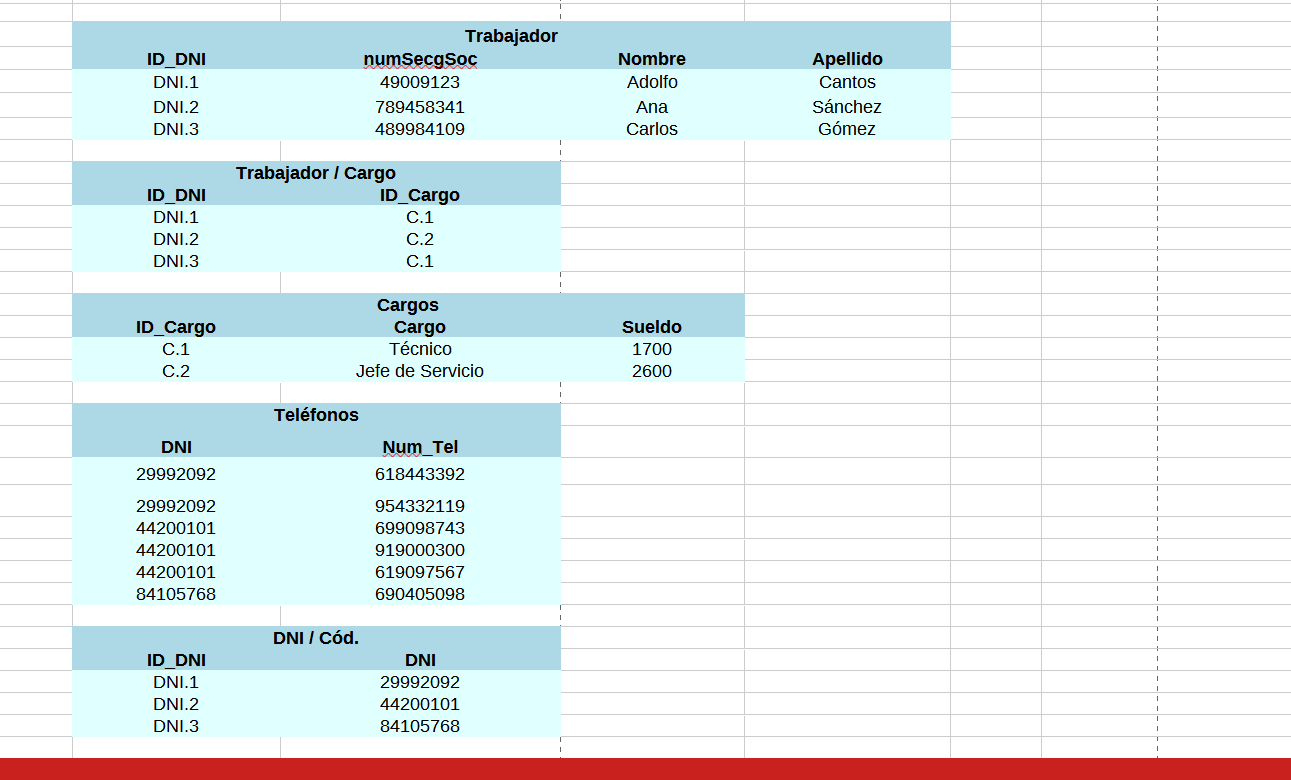 Trabajador
ID_DNI numSecgSoc Nombre Apellido
DNI.1 49009123 Adolfo Cantos
DNI.2 789458341 Ana Sánchez
DNI.3 489984109 Carlos Gómez
Trabajador / Cargo
ID_DNI ID_Cargo
DNI.1 C.1
DNI.2 C.2
DNI.3 C.1
Cargos
ID_Cargo Cargo Sueldo
C.1 Técnico 1700
C.2 Jefe de Servicio 2600
Teléfonos
DNI Num_Tel
29992092 618443392
29992092 954332119
44200101 699098743
44200101 919000300
44200101 619097567
84105768 690405098
DNI / Cód.
ID_DNI DNI
DNI.1 29992092
DNI.2 44200101
DNI.3 84105768